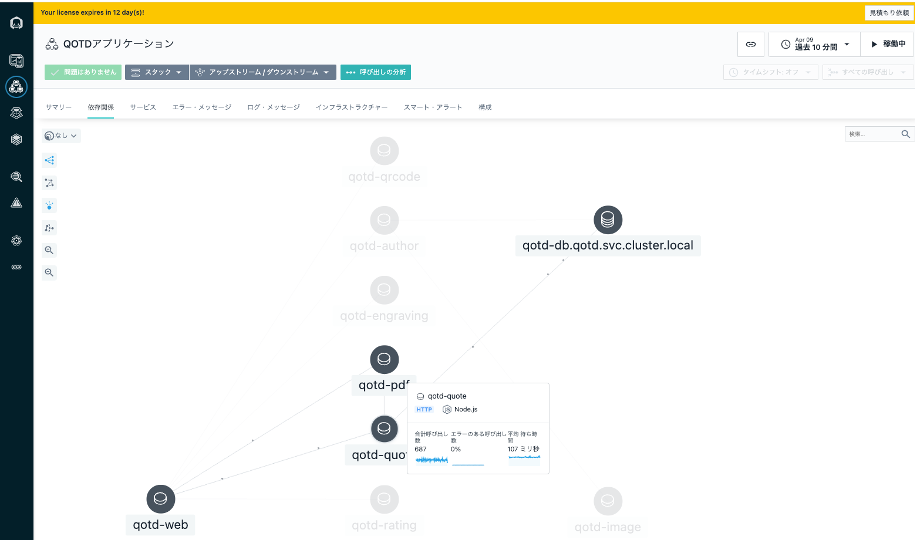 Your license expires in 12 day(s)!
見積もり依頼
QOTDアプリケーション
Apr 09
過去 10 分間
稼働中
問題はありません
スタック
アップストリーム / ダウンストリーム
呼び出しの分析
タイムシフト: オフ
すべての呼び出し
サマリー
依存関係
サービス
エラー・メッセージ
ログ・メッセージ
インフラストラクチャー
スマート・アラート
構成
なし
検索...
qotd-qrcode
qotd-author
qotd-db.qotd.svc.cluster.local
qotd-engraving
qotd-pdf
qotd-quote
HTTP
Node.js
合計呼び出し数
エラーのある呼び出し数
平均 待ち時間
687
0%
107 ミリ秒
qotd-quot
qotd-web
qotd-rating
qotd-image